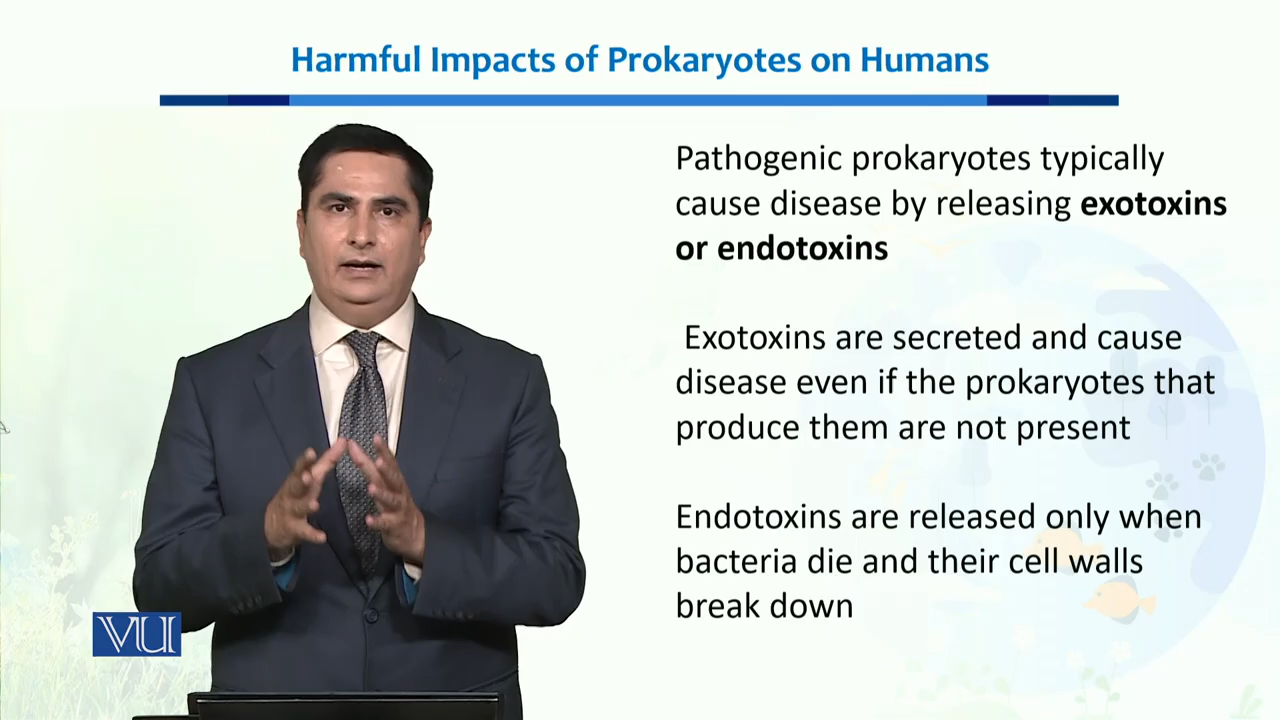 Harmful Impacts of Prokaryotes on Humans
Pathogenic prokaryotes typically
cause disease by releasing exotoxins
or endotoxins
Exotoxins are secreted and cause
disease even if the prokaryotes that
produce them are not present
Endotoxins are released only when
bacteria die and their cell walls
break down
VU